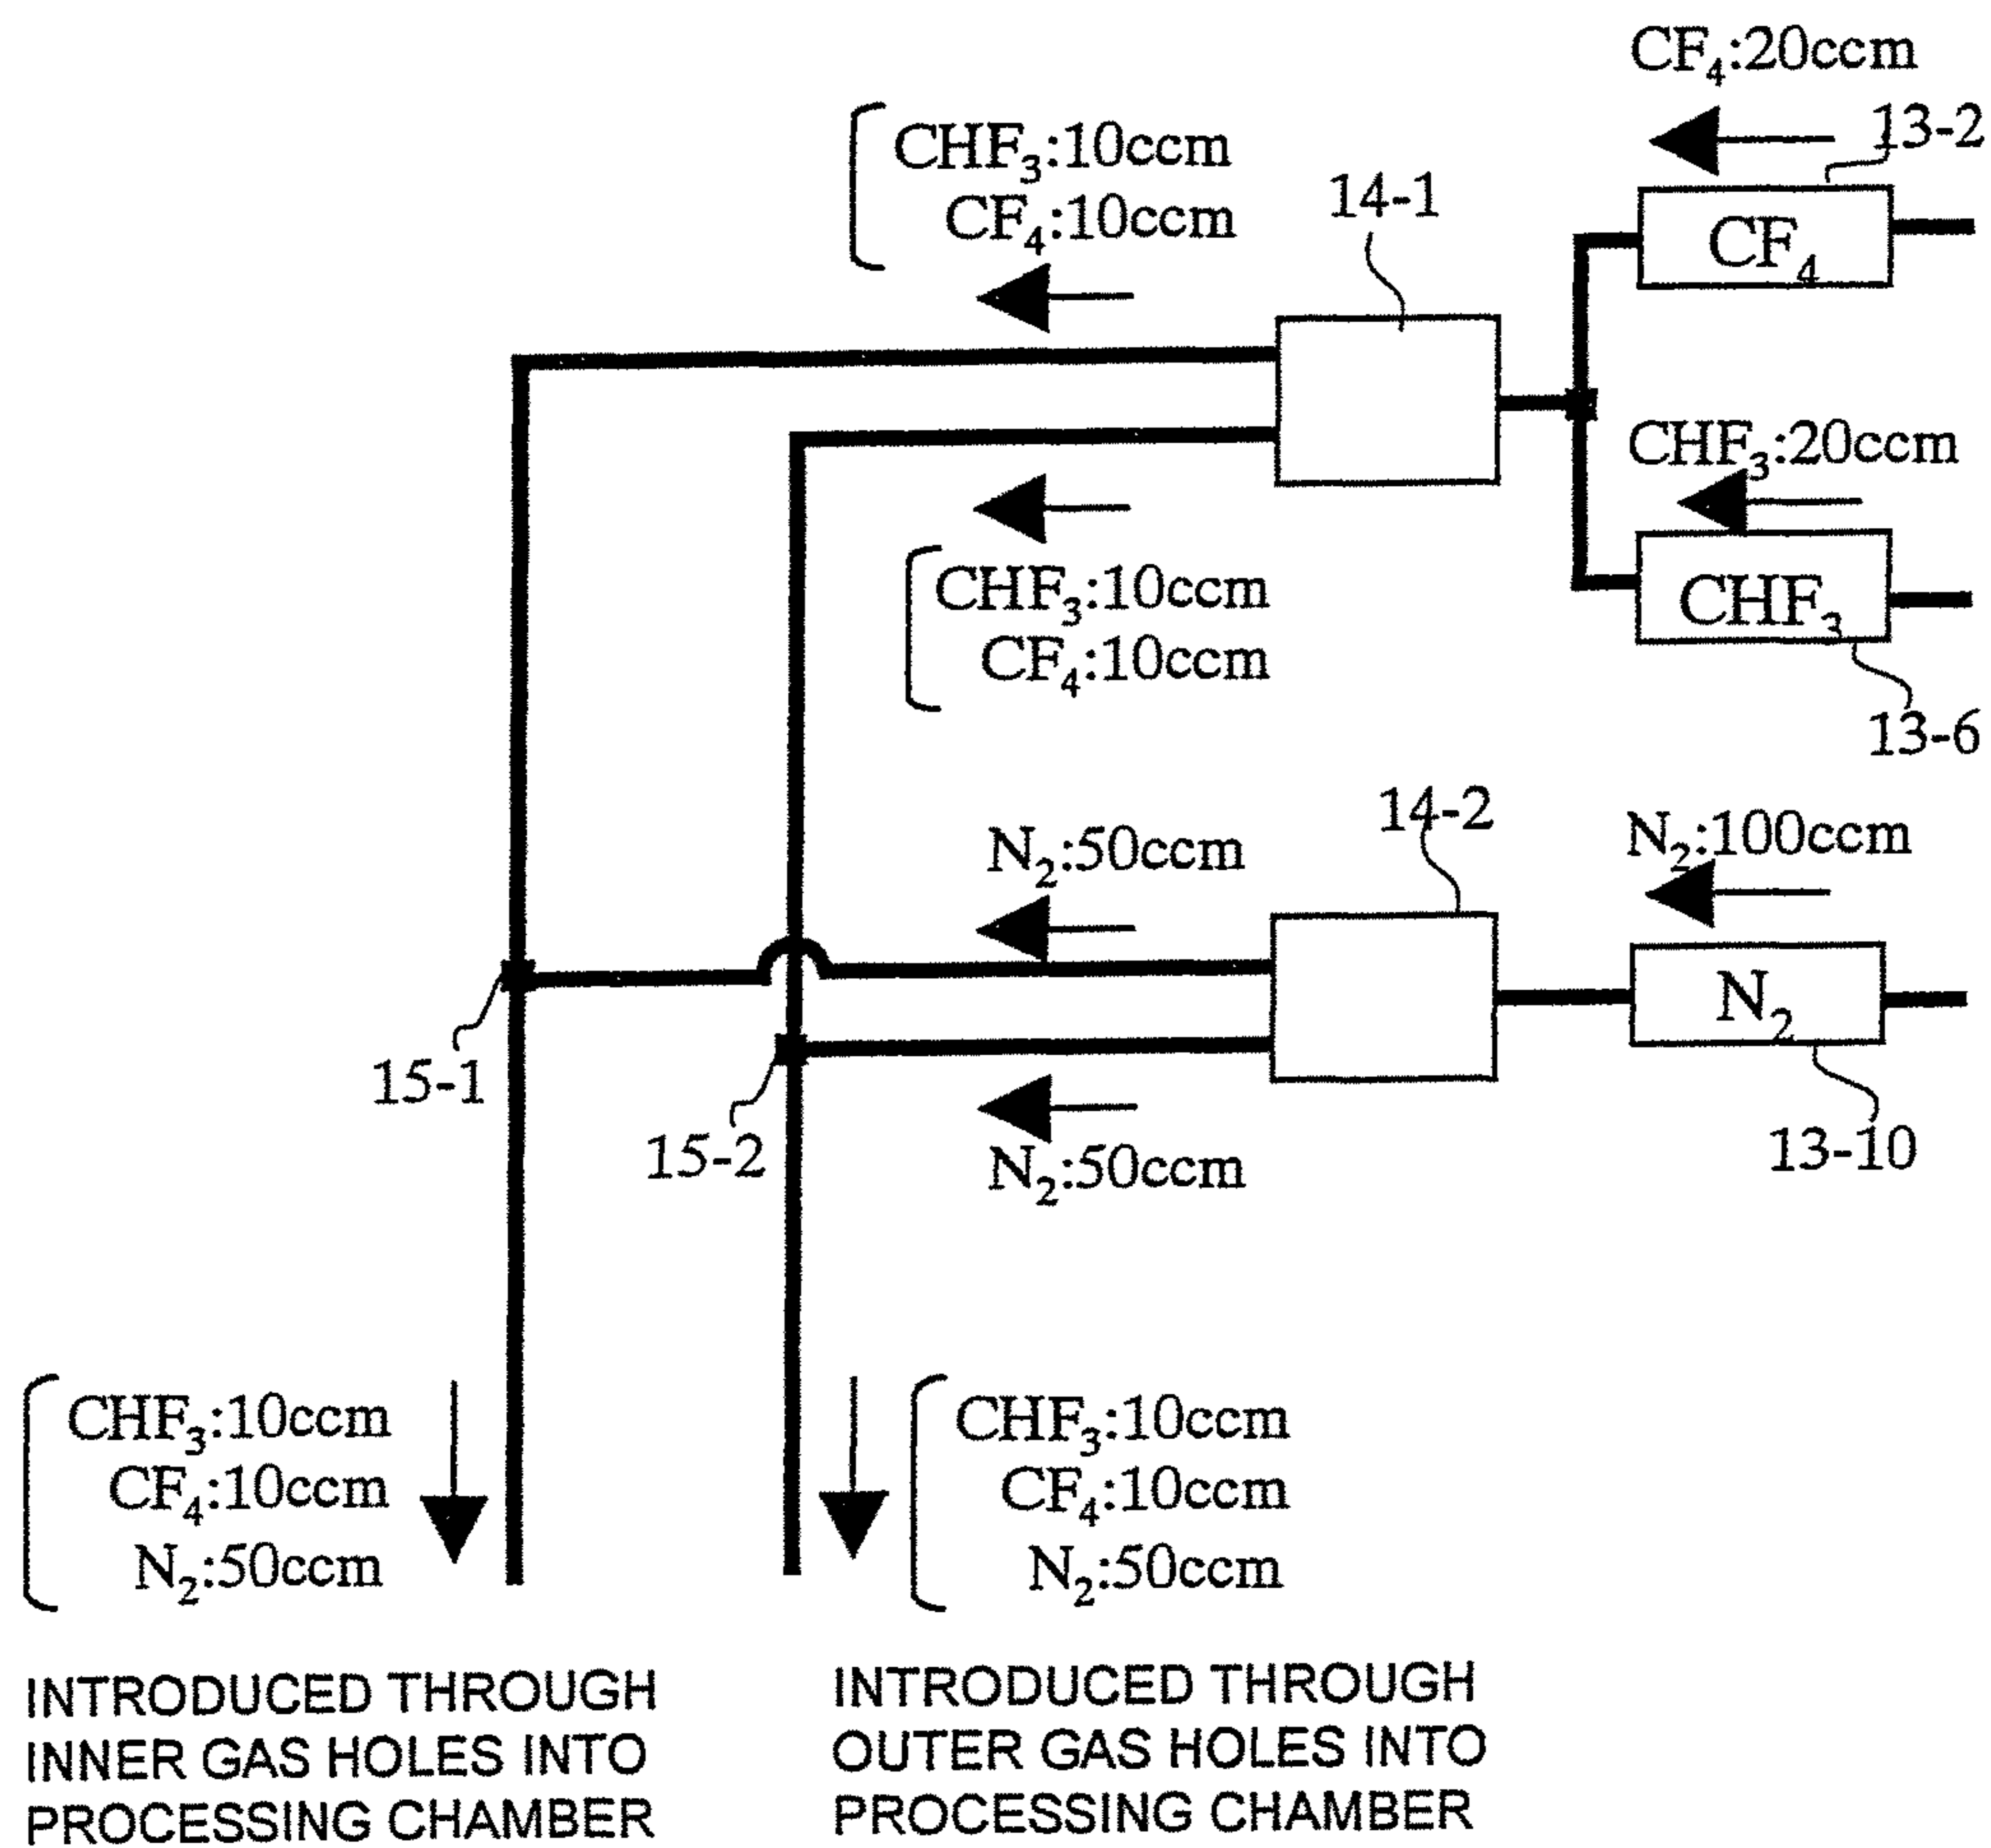 CF₄:20ccm
13-2
CHF₃:10ccm
CF₄:10ccm
14-1
CF₄
CHF₃:20ccm
CHF₃:10ccm
CF₄:10ccm
CHF₃
13-6
14-2
N₂:100ccm
N₂:50ccm
N₂
15-1
15-2
N₂:50ccm
13-10
CHF₃:10ccm
CF₄:10ccm
N₂:50ccm
CHF₃:10ccm
CF₄:10ccm
N₂:50ccm
INTRODUCED THROUGH
INNER GAS HOLES INTO
PROCESSING CHAMBER
INTRODUCED THROUGH
OUTER GAS HOLES INTO
PROCESSING CHAMBER